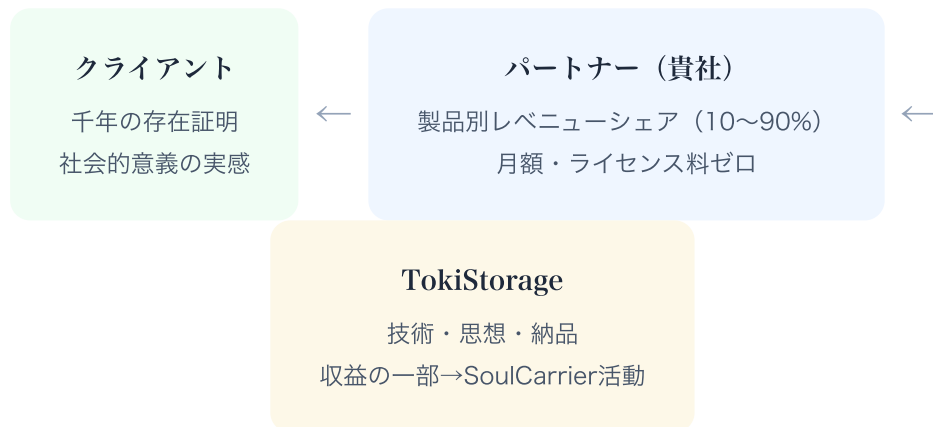 クライアント
千年の存在証明
社会的意義の実感
←
パートナー（貴社）
製品別レベニューシェア（10〜90%）
月額・ライセンス料ゼロ
←
TokiStorage
技術・思想・納品
収益の一部→SoulCarrier活動